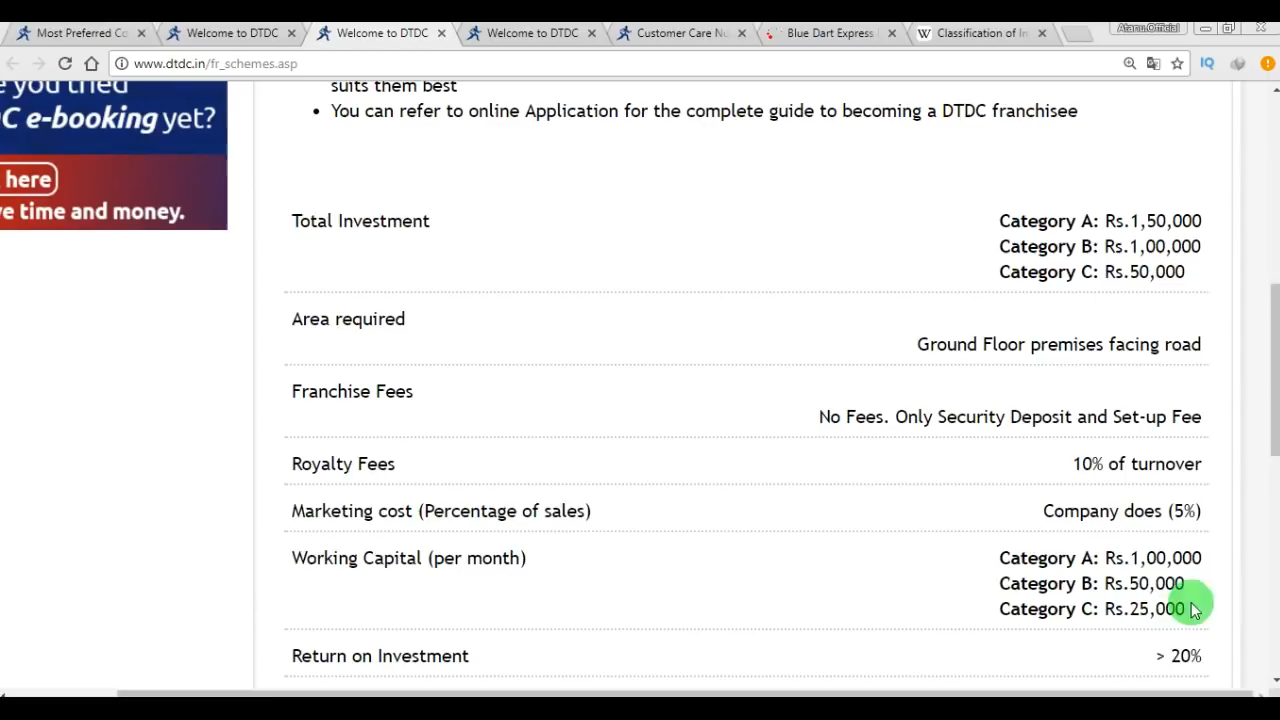 Most Preferred Co
Welcome to DTDC
Welcome to DTDC
Welcome to DTDC
Customer Care Nu
Blue Dart Express
Classification of In
Atanu.Official
www.dtdc.in/fr_schemes.asp
e you tried
C e-booking yet?
here
ve time and money.
suits them best
• You can refer to online Application for the complete guide to becoming a DTDC franchisee
Total Investment
Category A: Rs.1,50,000
Category B: Rs.1,00,000
Category C: Rs.50,000
Area required
Ground Floor premises facing road
Franchise Fees
No Fees. Only Security Deposit and Set-up Fee
Royalty Fees
10% of turnover
Marketing cost (Percentage of sales)
Company does (5%)
Working Capital (per month)
Category A: Rs.1,00,000
Category B: Rs.50,000
Category C: Rs.25,000
Return on Investment
> 20%